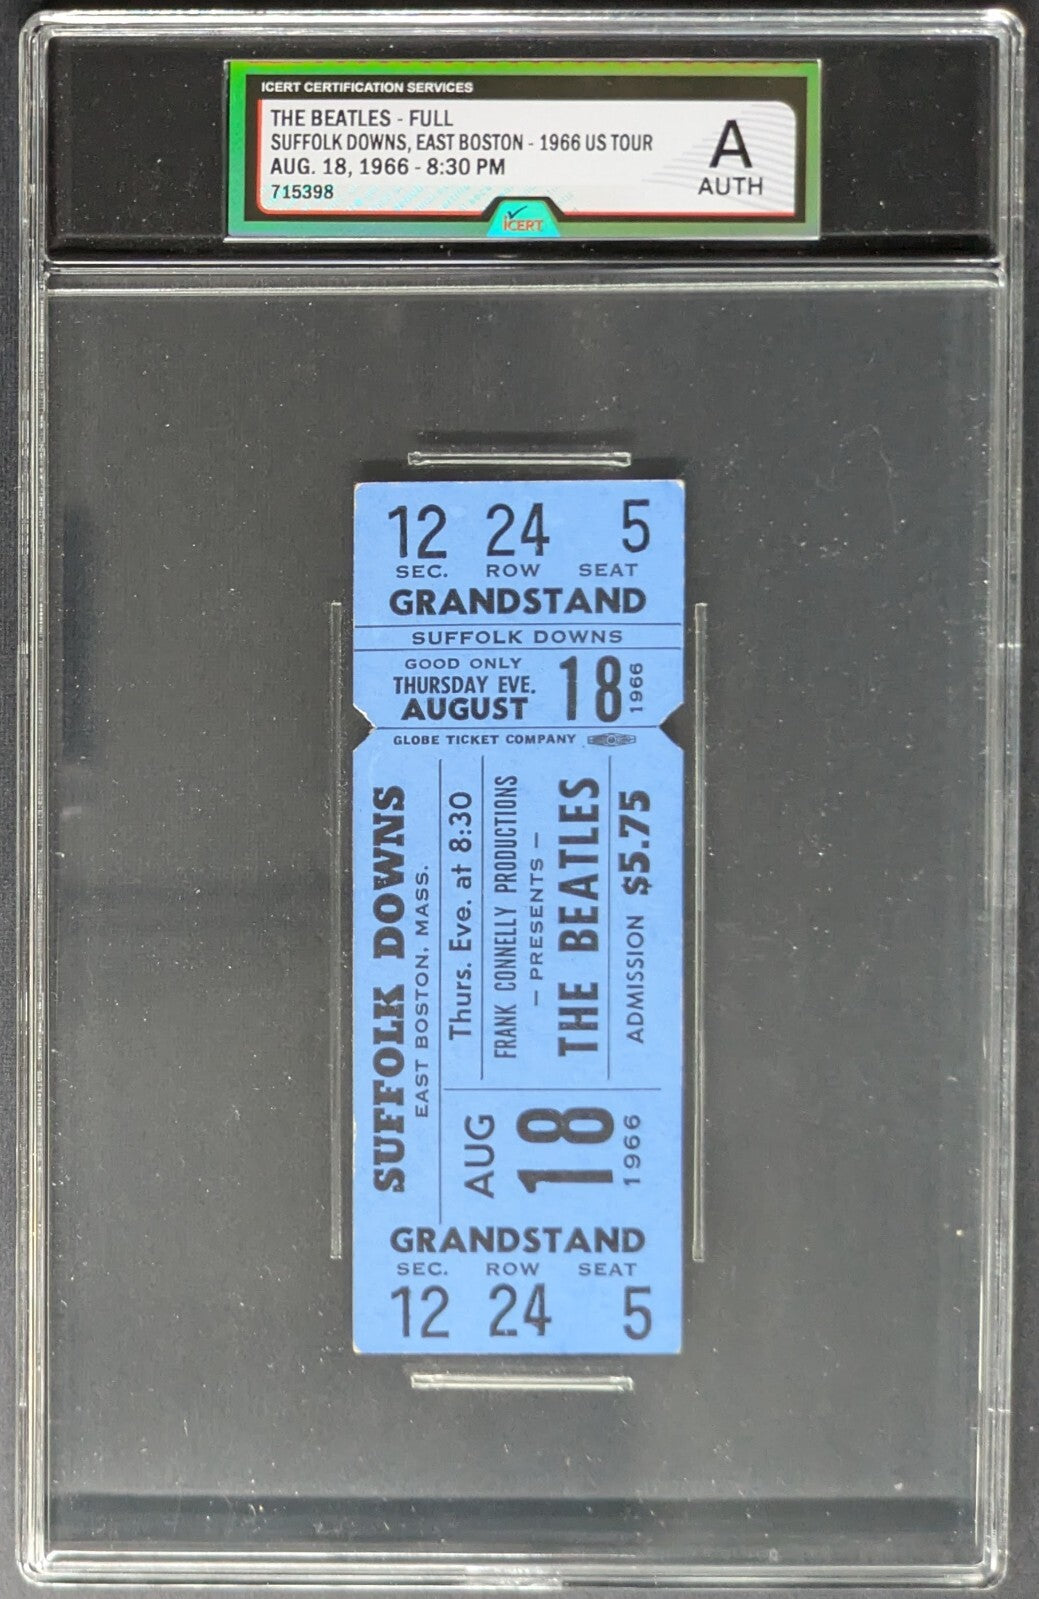 ICERT CERTIFICATION SERVICES
THE BEATLES - FULL
SUFFOLK DOWNS, EAST BOSTON - 1966 US TOUR
AUG. 18, 1966 - 8:30 PM
715398
A
AUTH
ICERT
12 24 5
SEC. ROW SEAT
GRANDSTAND
SUFFOLK DOWNS
GOOD ONLY
THURSDAY EVE.
AUGUST 18 1966
GLOBE TICKET COMPANY
SUFFOLK DOWNS
EAST BOSTON, MASS.
Thurs. Eve. at 8:30
FRANK CONNELLY PRODUCTIONS
— PRESENTS —
THE BEATLES
ADMISSION $5.75
AUG
18
1966
GRANDSTAND
SEC. ROW SEAT
12 24 5